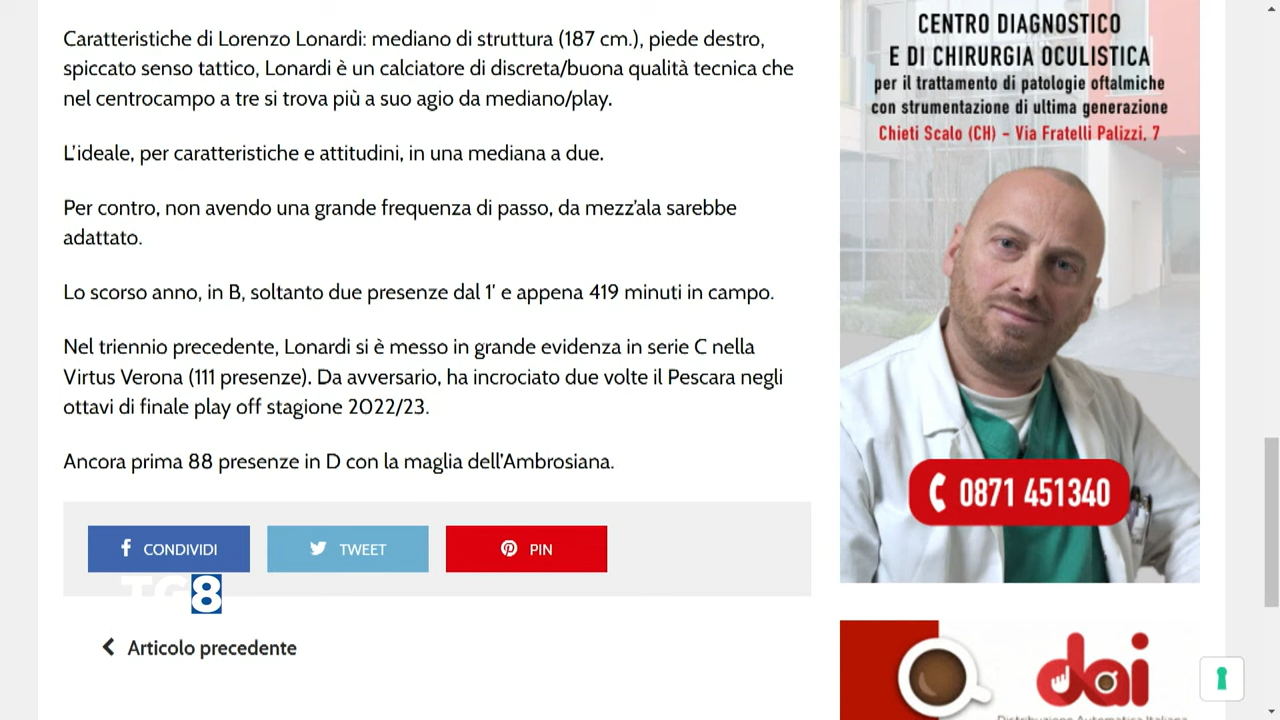 Caratteristiche di Lorenzo Lonardi: mediano di struttura (187 cm.), piede destro,
spiccato senso tattico, Lonardi è un calciatore di discreta/buona qualità tecnica che
nel centrocampo a tre si trova più a suo agio da mediano/play.
L’ideale, per caratteristiche e attitudini, in una mediana a due.
Per contro, non avendo una grande frequenza di passo, da mezz’ala sarebbe
adattato.
Lo scorso anno, in B, soltanto due presenze dal 1′ e appena 419 minuti in campo.
Nel triennio precedente, Lonardi si è messo in grande evidenza in serie C nella
Virtus Verona (111 presenze). Da avversario, ha incrociato due volte il Pescara negli
ottavi di finale play off stagione 2022/23.
Ancora prima 88 presenze in D con la maglia dell’Ambrosiana.
CONDIVIDI
TWEET
PIN
TG8
Articolo precedente
CENTRO DIAGNOSTICO
E DI CHIRURGIA OCULISTICA
per il trattamento di patologie oftalmiche
con strumentazione di ultima generazione
Chieti Scalo (CH) – Via Fratelli Palizzi, 7
0871 451340
dai
Distribuzione Automatica Italiana